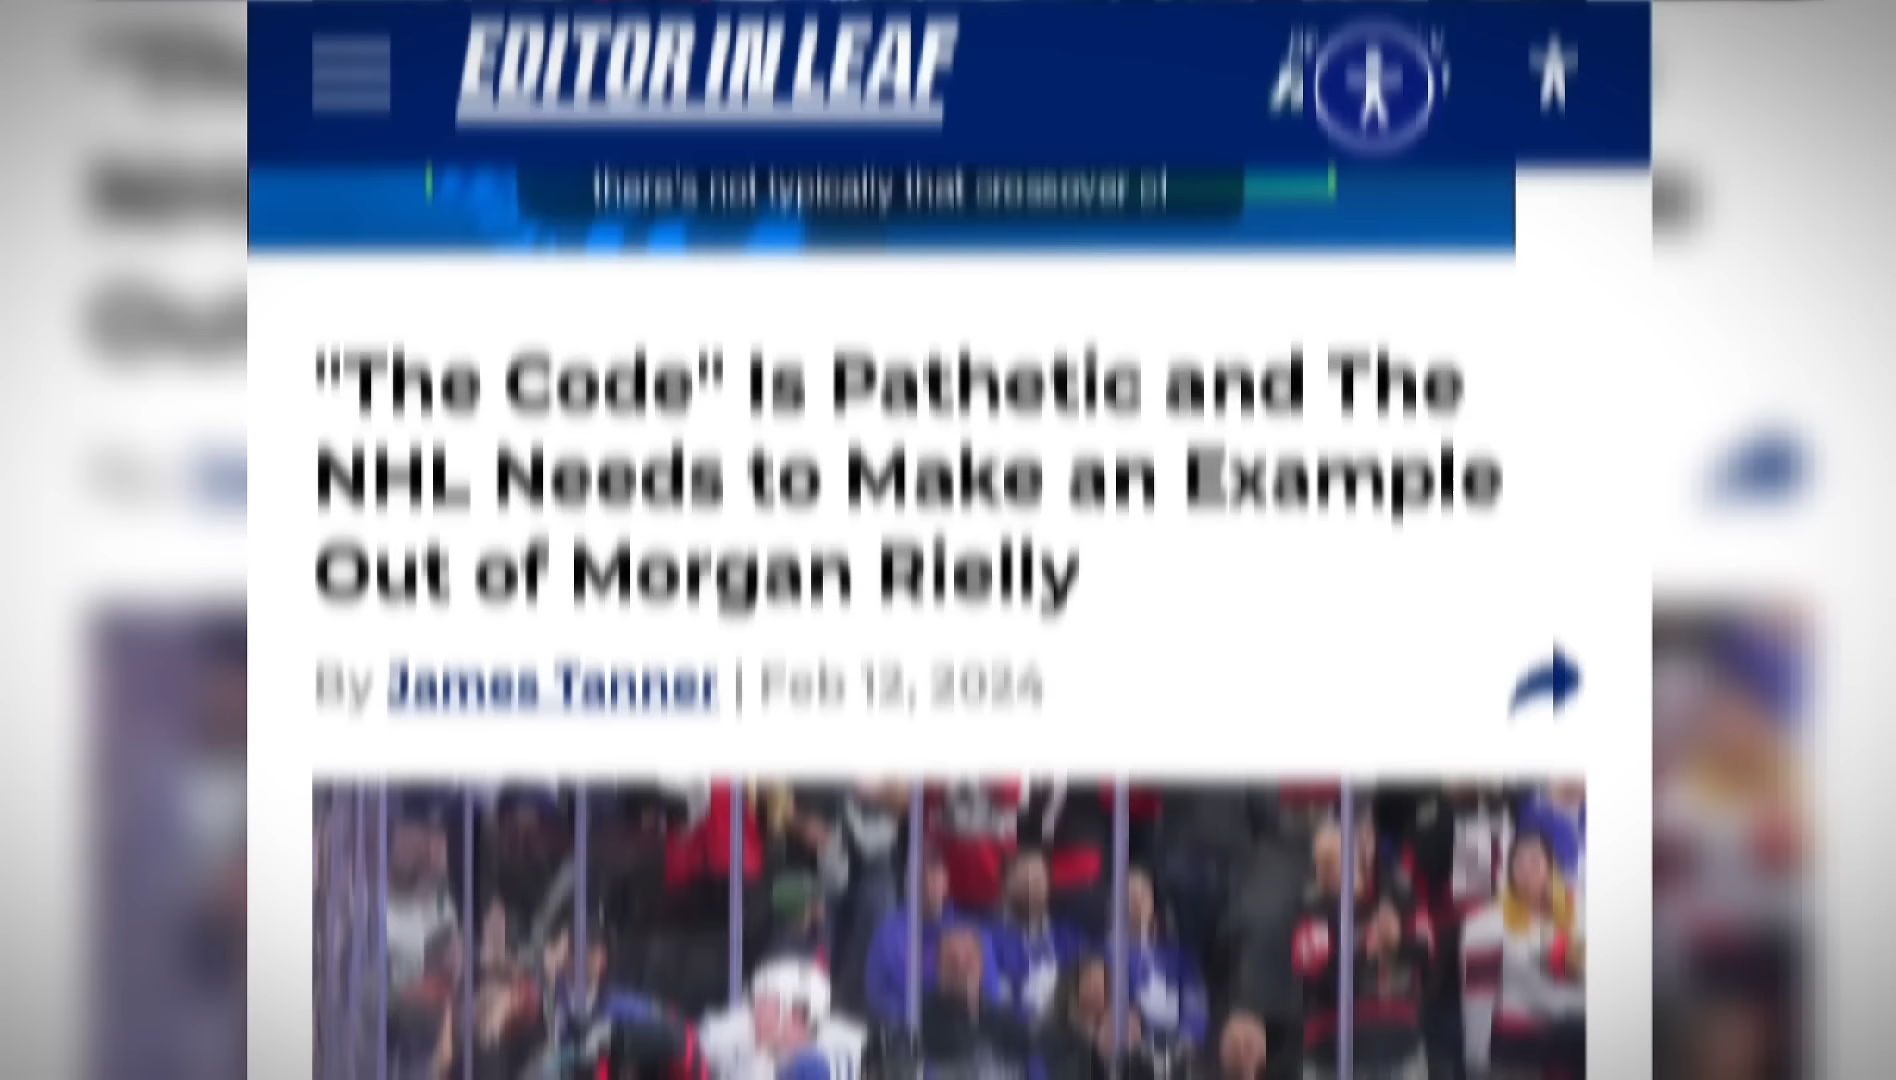 EDITOR IN LEAF
there's not typically that crossover of
"The Code" Is Pathetic and The
NHL Needs to Make an Example
Out of Morgan Rielly
By James Tanner | Feb 12, 2024